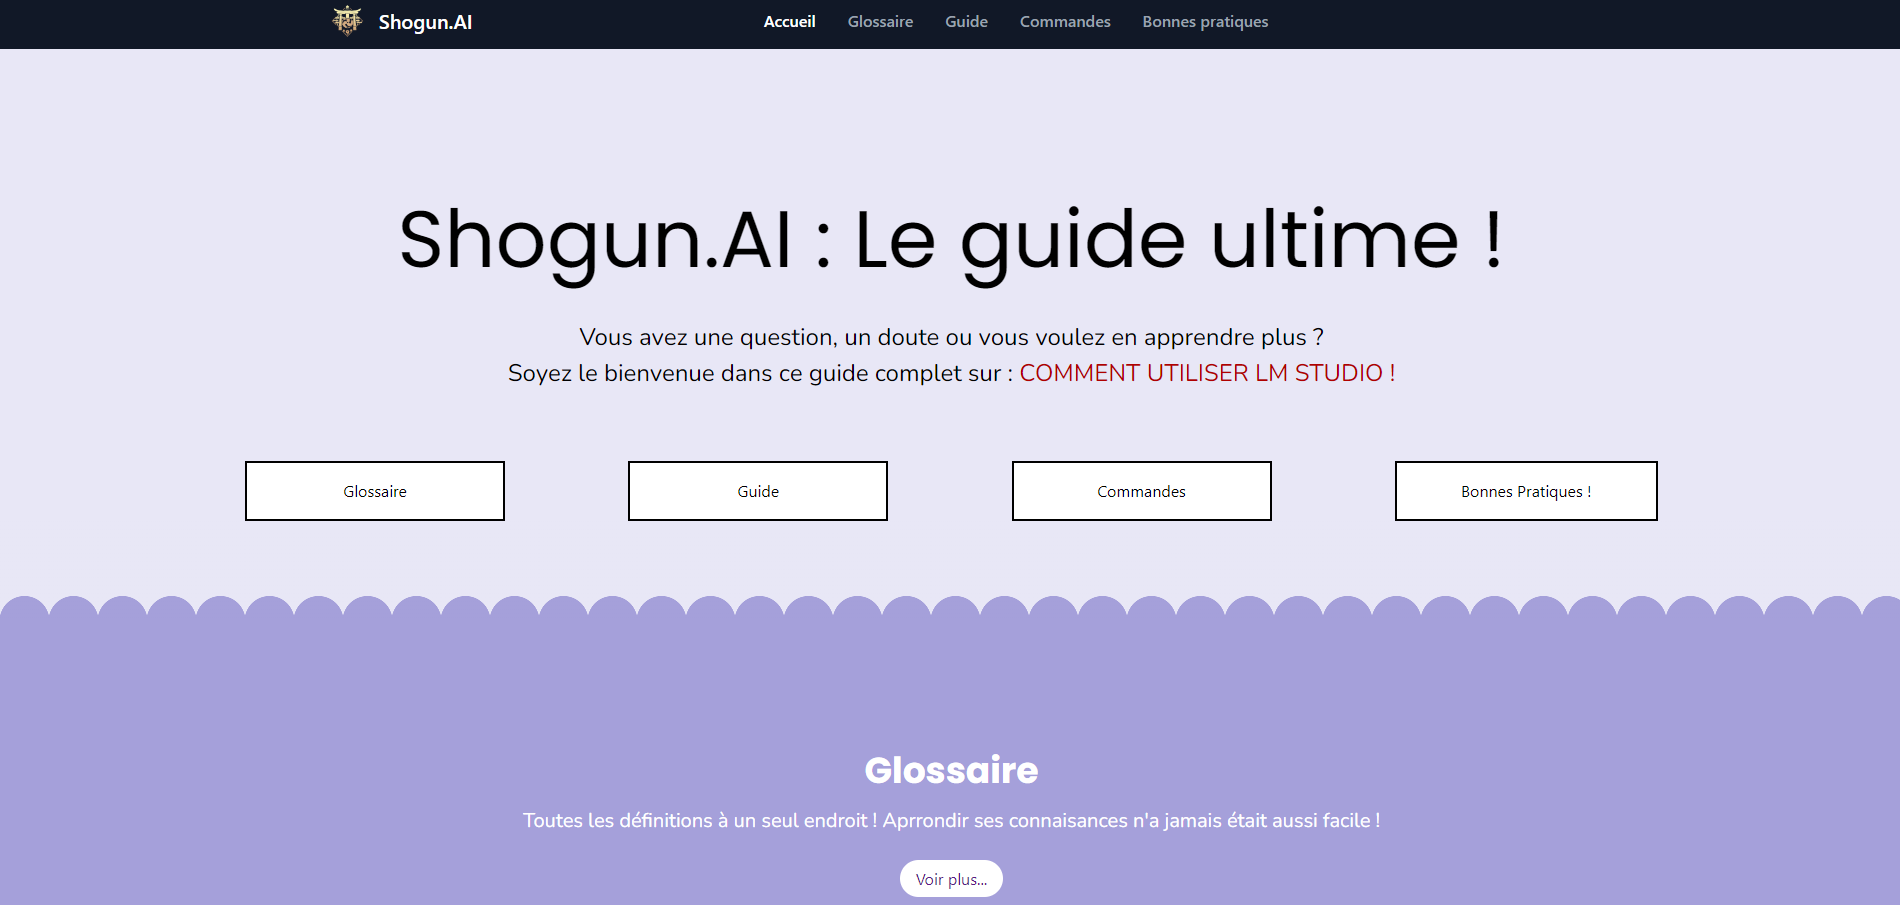 Shogun.AI
Accueil Glossaire Guide Commandes Bonnes pratiques
Shogun.AI : Le guide ultime !
Vous avez une question, un doute ou vous voulez en apprendre plus ?
Soyez le bienvenue dans ce guide complet sur : COMMENT UTILISER LM STUDIO !
Glossaire
Guide
Commandes
Bonnes Pratiques !
Glossaire
Toutes les définitions à un seul endroit ! Aprrondir ses connaisances n'a jamais était aussi facile !
Voir plus...